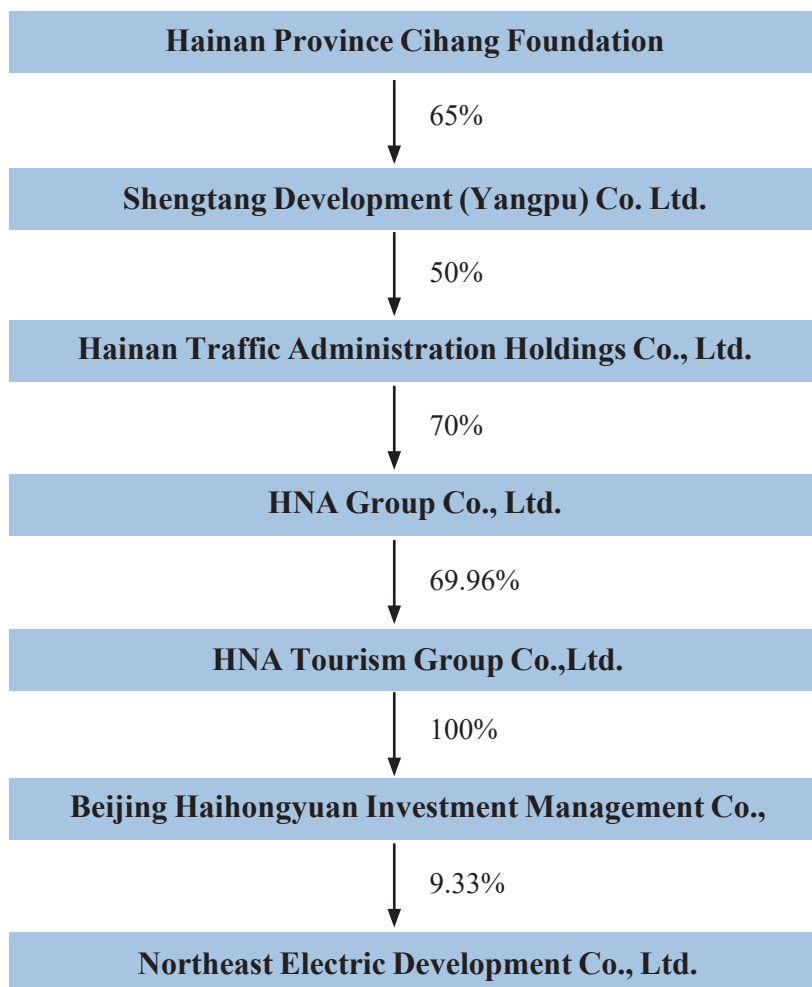 Hainan Province Cihang Foundation
65%
Shengtang Development (Yangpu) Co. Ltd.
50%
Hainan Traffic Administration Holdings Co., Ltd.
70%
HNA Group Co., Ltd.
69.96%
HNA Tourism Group Co.,Ltd.
100%
Beijing Haihongyuan Investment Management Co.,
9.33%
Northeast Electric Development Co., Ltd.